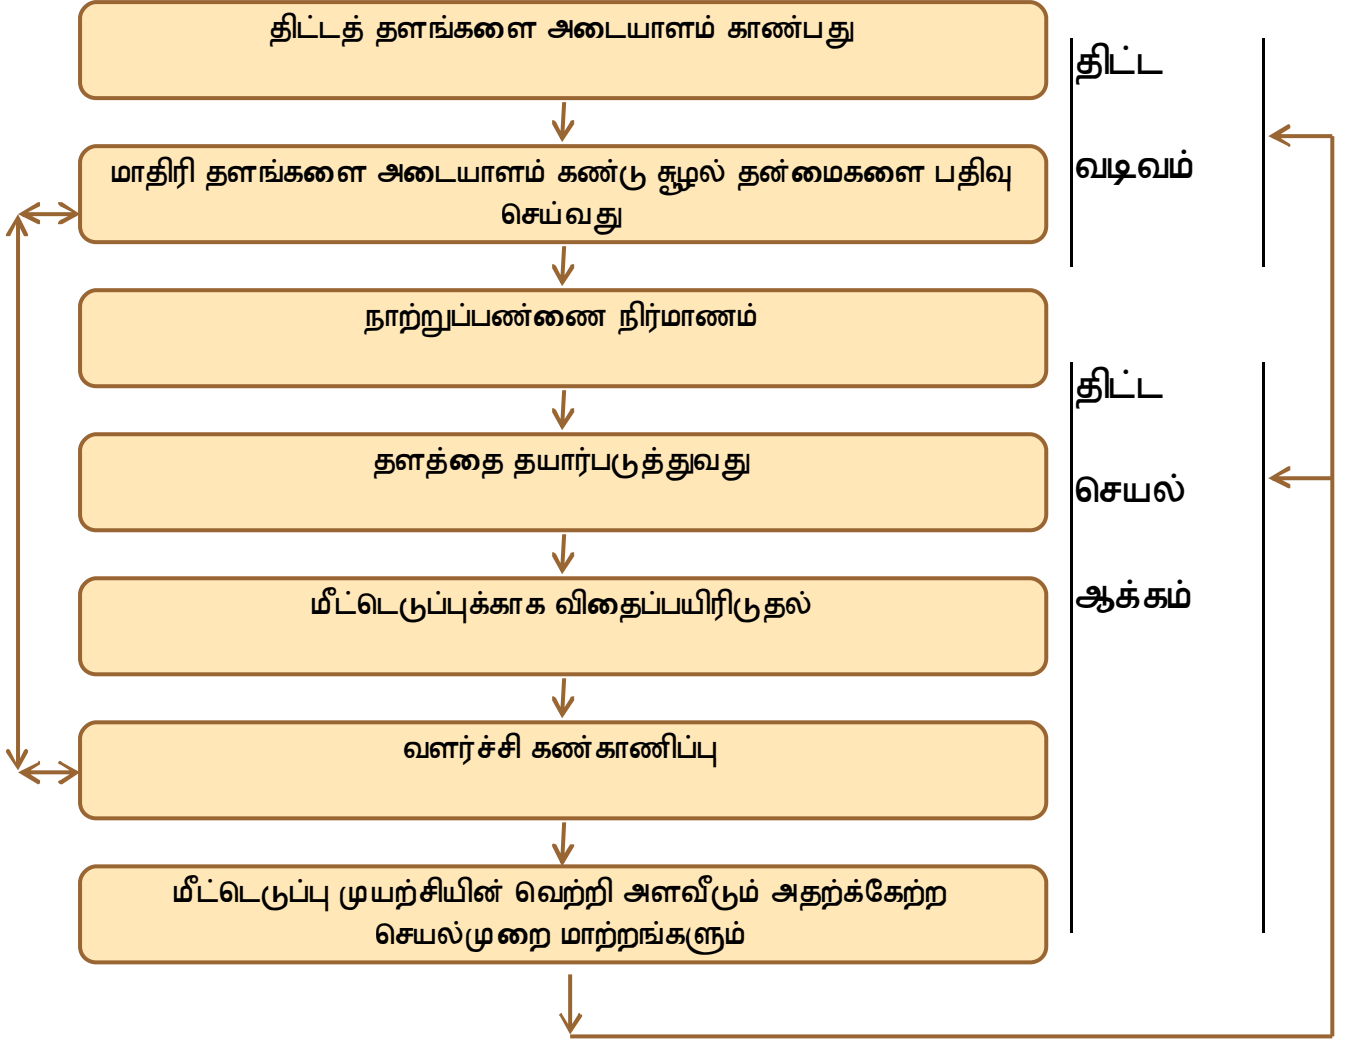 திட்டத் தளங்களை அடையாளம் காண்பது
மாதிரி தளங்களை அடையாளம் கண்டு சூழல் தன்மைகளை பதிவு
செய்வது
நாற்றுப்பண்ணை நிர்மாணம்
தளத்தை தயார்படுத்துவது
மீட்டெடுப்புக்காக விதைப்பயிரிடுதல்
வளர்ச்சி கண்காணிப்பு
மீட்டெடுப்பு முயற்சியின் வெற்றி அளவீடும் அதற்க்கேற்ற
செயல்முறை மாற்றங்களும்
திட்ட
வடிவம்
திட்ட
செயல்
ஆக்கம்